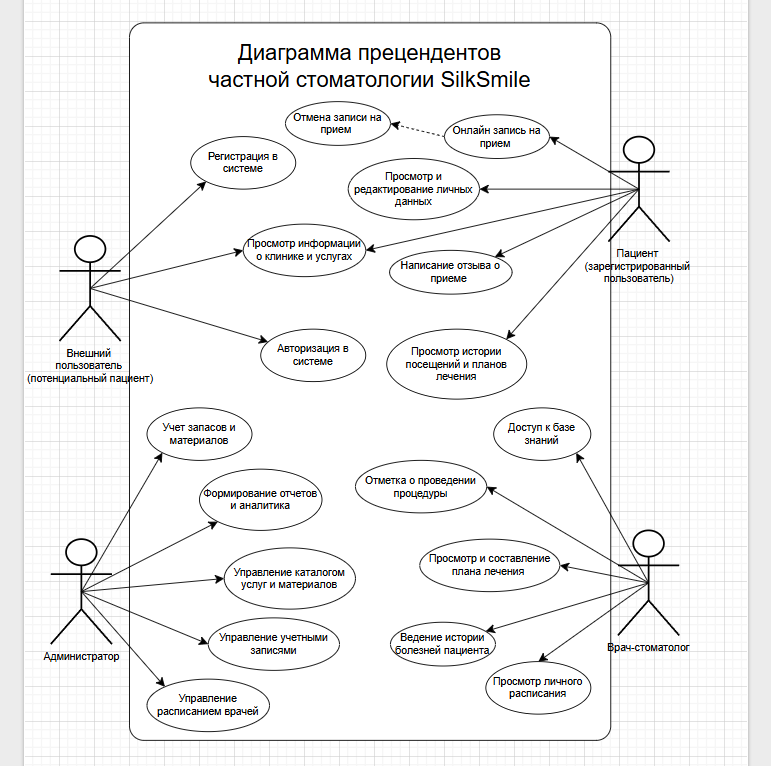 Диаграмма прецендентов
частной стоматологии SilkSmile
Отмена записи на
прием
Онлайн запись на
прием
Регистрация в
системе
Просмотр и
редактирование личных
данных
Просмотр информации
о клинике и услугах
Написание отзыва о
приеме
Пациент
(зарегистрированный
пользователь)
Внешний
пользователь
(потенциальный пациент)
Авторизация в
системе
Просмотр истории
посещений и планов
лечения
Учет запасов и
материалов
Доступ к базе
знаний
Формирование отчетов
и аналитика
Отметка о проведении
процедуры
Управление каталогом
услуг и материалов
Просмотр и составление
плана лечения
Управление учетными
записями
Ведение истории
болезней пациента
Администратор
Врач-стоматолог
Управление
расписанием врачей
Просмотр личного
расписания